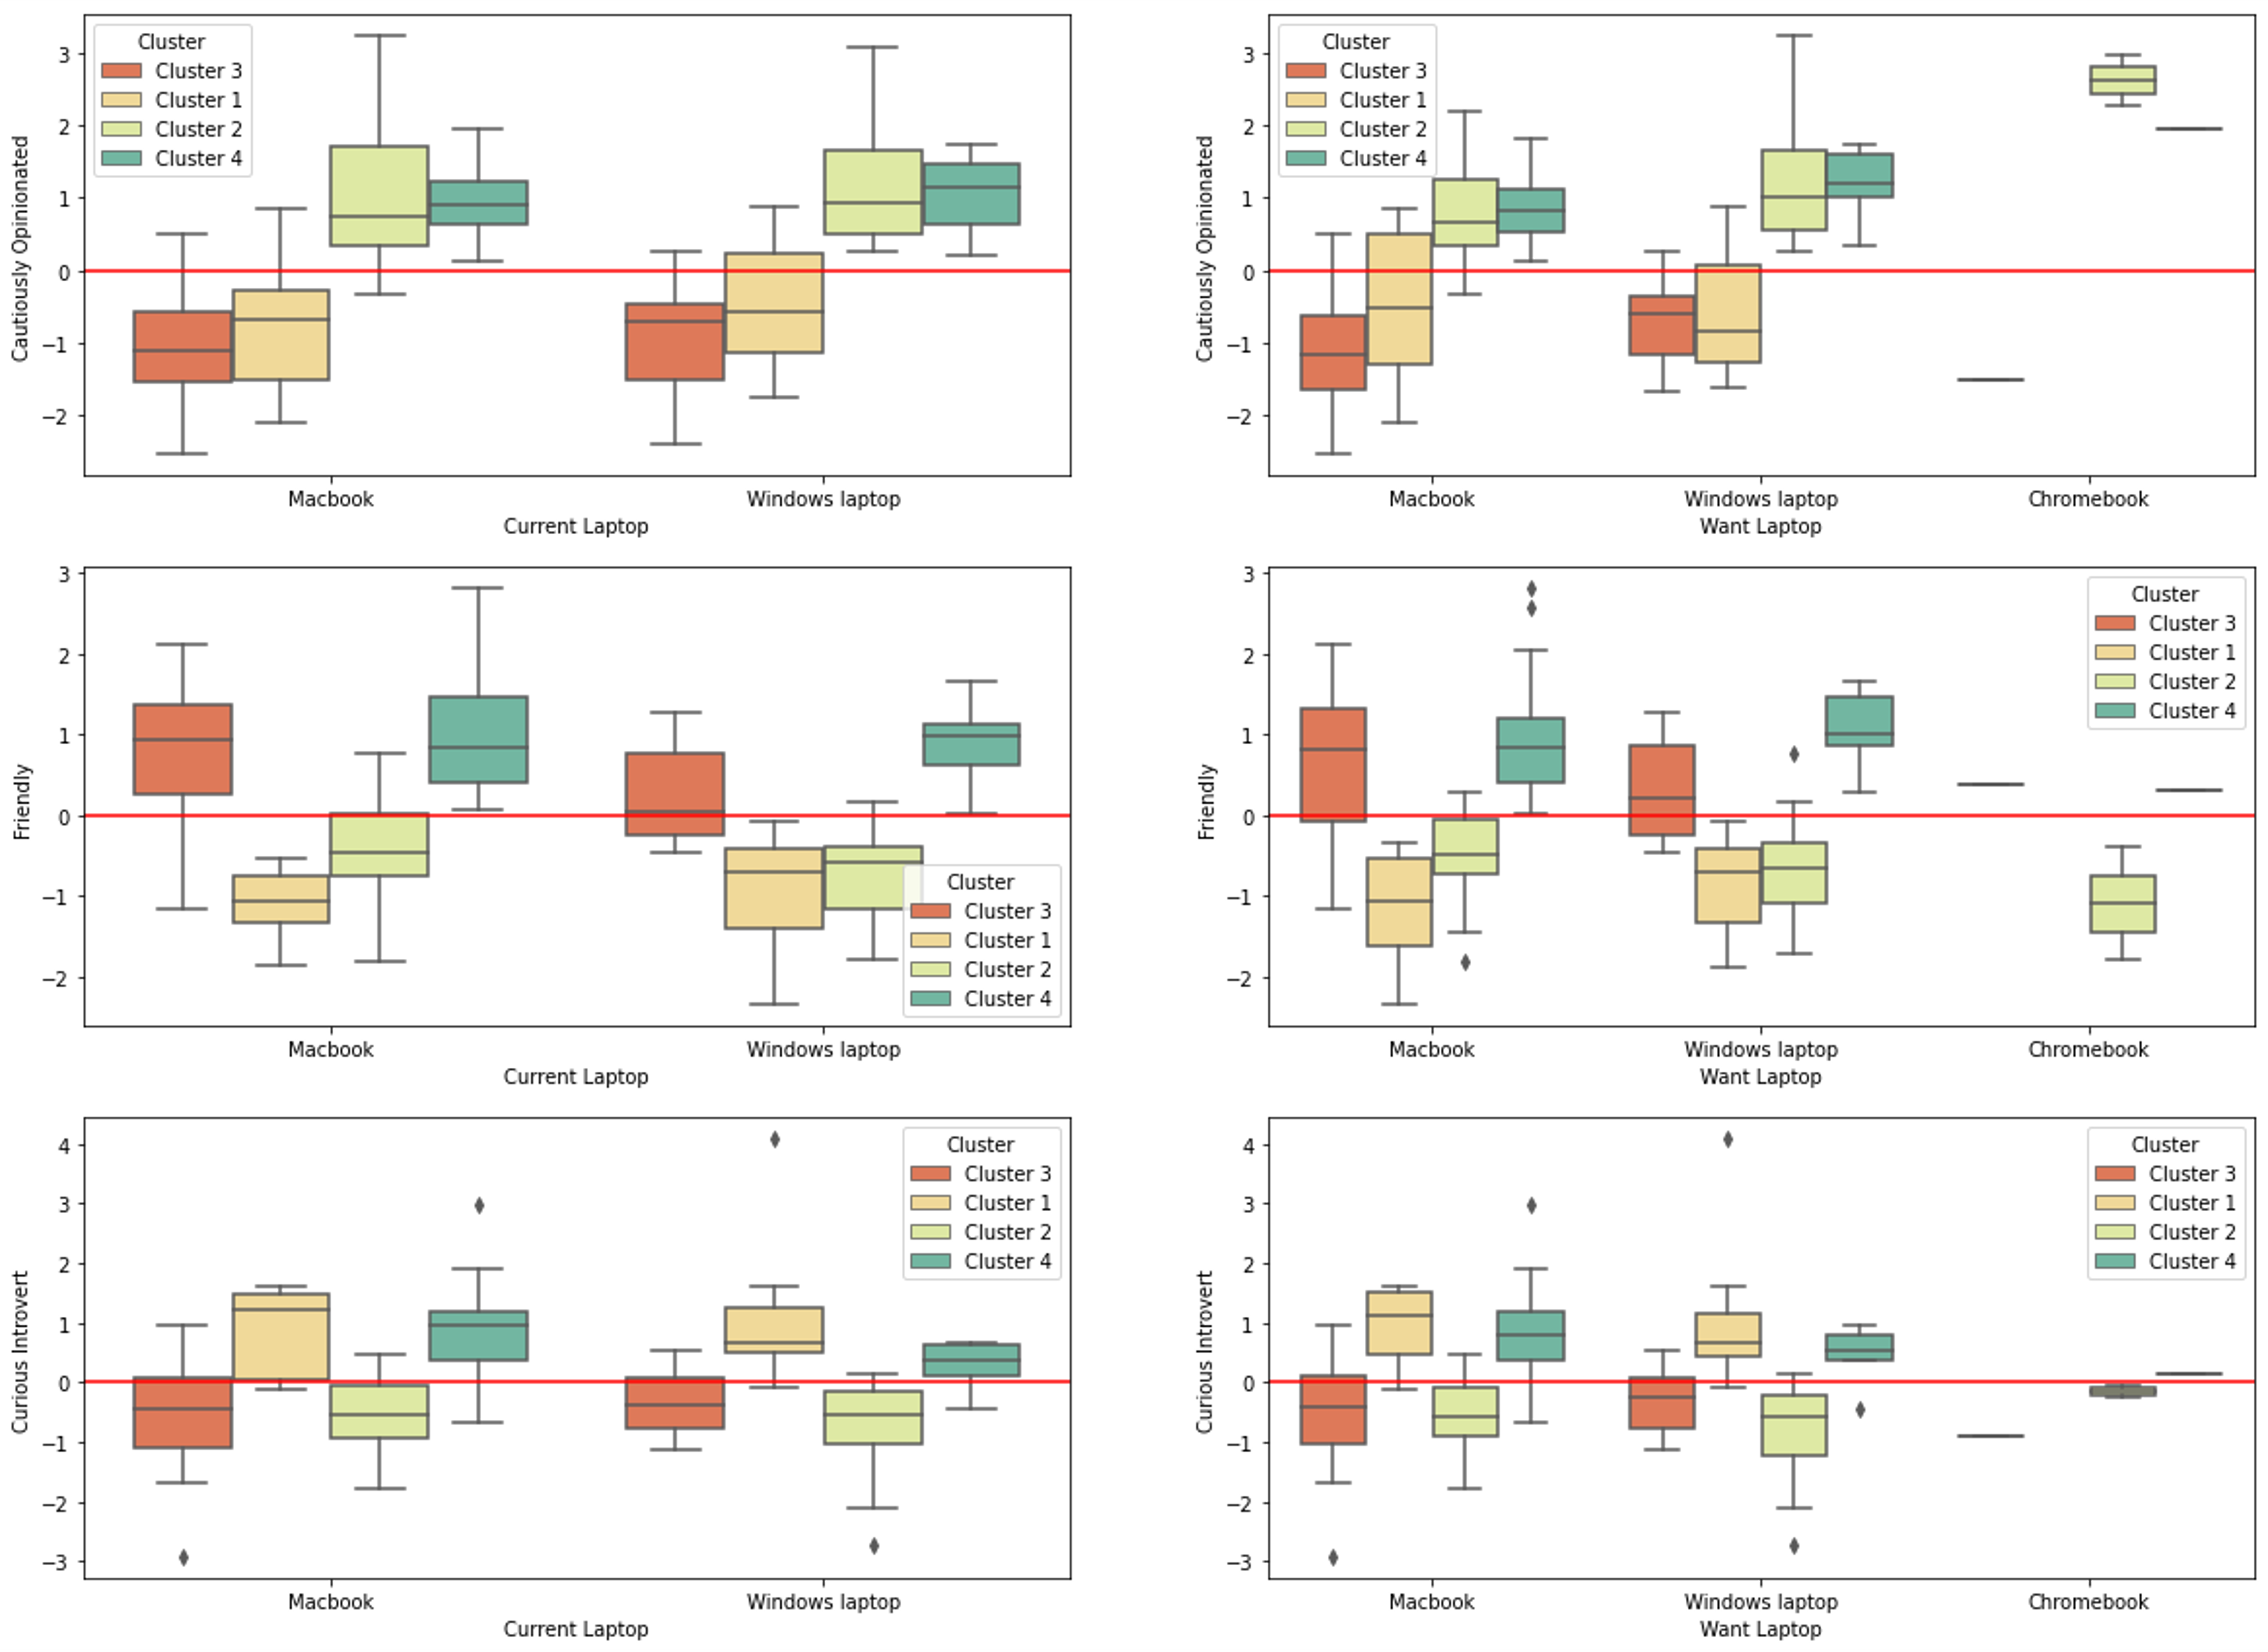 Cautiously Opinionated
3
2
1
0
−1
−2
Cluster
Cluster 3
Cluster 1
Cluster 2
Cluster 4
Macbook
Windows laptop
Current Laptop
Cautiously Opinionated
3
2
1
0
−1
−2
Cluster
Cluster 3
Cluster 1
Cluster 2
Cluster 4
Macbook
Windows laptop
Chromebook
Want Laptop
Friendly
3
2
1
0
−1
−2
Cluster
Cluster 3
Cluster 1
Cluster 2
Cluster 4
Macbook
Windows laptop
Current Laptop
Friendly
3
2
1
0
−1
−2
Cluster
Cluster 3
Cluster 1
Cluster 2
Cluster 4
Macbook
Windows laptop
Chromebook
Want Laptop
Curious Introvert
4
3
2
1
0
−1
−2
−3
Cluster
Cluster 3
Cluster 1
Cluster 2
Cluster 4
Macbook
Windows laptop
Current Laptop
Curious Introvert
4
3
2
1
0
−1
−2
−3
Cluster
Cluster 3
Cluster 1
Cluster 2
Cluster 4
Macbook
Windows laptop
Chromebook
Want Laptop